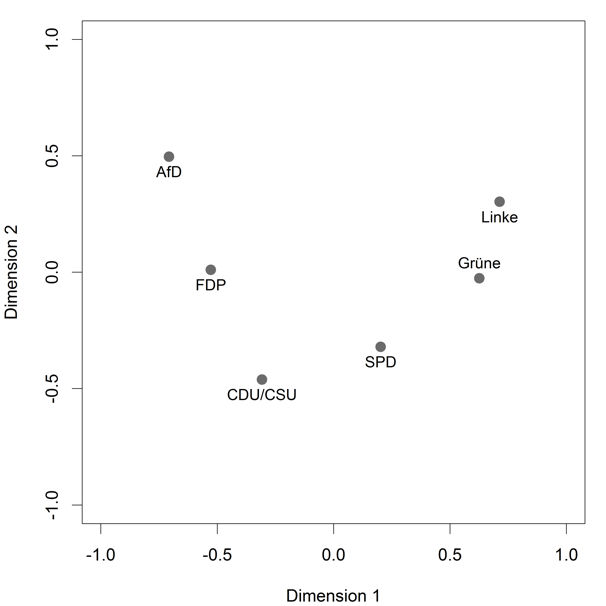 1.0
0.5
0.0
-0.5
-1.0
Dimension 2
AfD
Linke
Grüne
FDP
SPD
CDU/CSU
-1.0 -0.5 0.0 0.5 1.0
Dimension 1